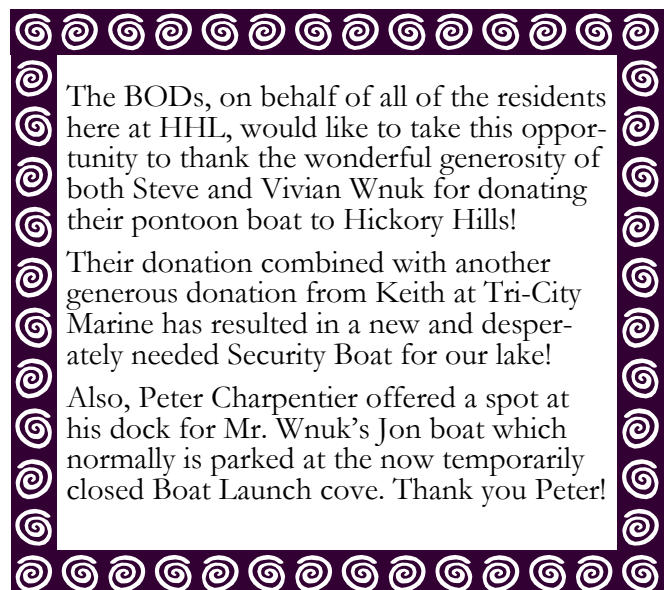 The BODs, on behalf of all of the residents
here at HHL, would like to take this oppor-
tunity to thank the wonderful generosity of
both Steve and Vivian Wnuk for donating
their pontoon boat to Hickory Hills!
Their donation combined with another
generous donation from Keith at Tri-City
Marine has resulted in a new and desper-
ately needed Security Boat for our lake!
Also, Peter Charpentier offered a spot at
his dock for Mr. Wnuk’s Jon boat which
normally is parked at the now temporarily
closed Boat Launch cove. Thank you Peter!